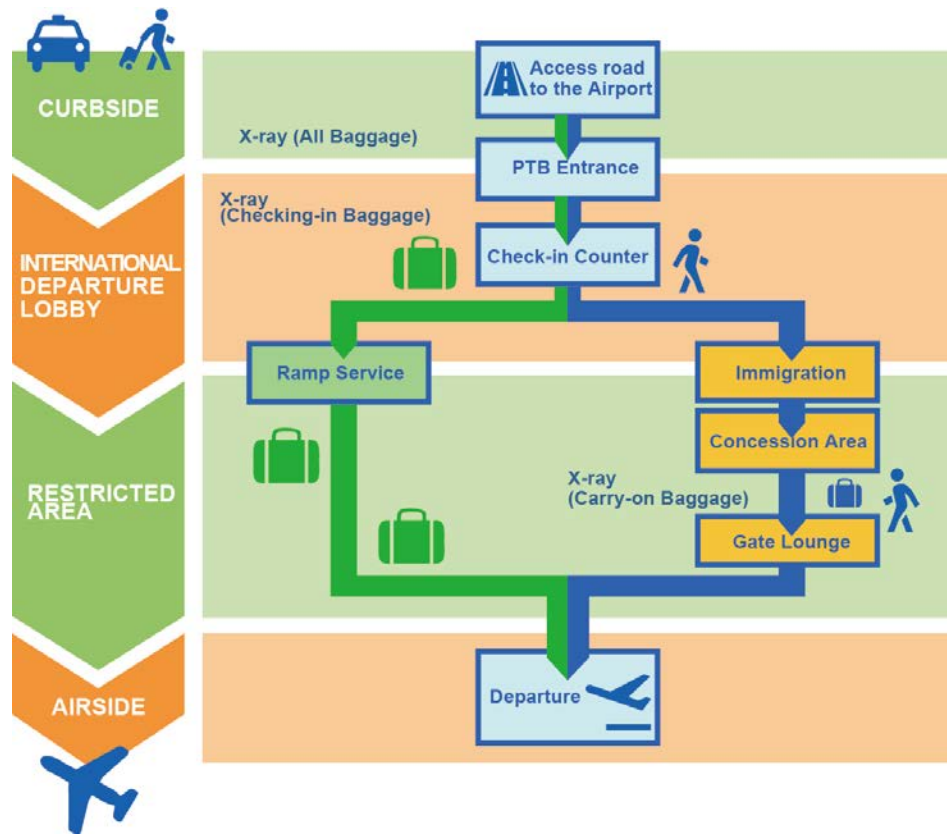 CURBSIDE
Access road
to the Airport
X-ray (All Baggage)
PTB Entrance
X-ray
(Checking-in Baggage)
INTERNATIONAL
DEPARTURE
LOBBY
Check-in Counter
Ramp Service
Immigration
Concession Area
RESTRICTED
AREA
X-ray
(Carry-on Baggage)
Gate Lounge
AIRSIDE
Departure